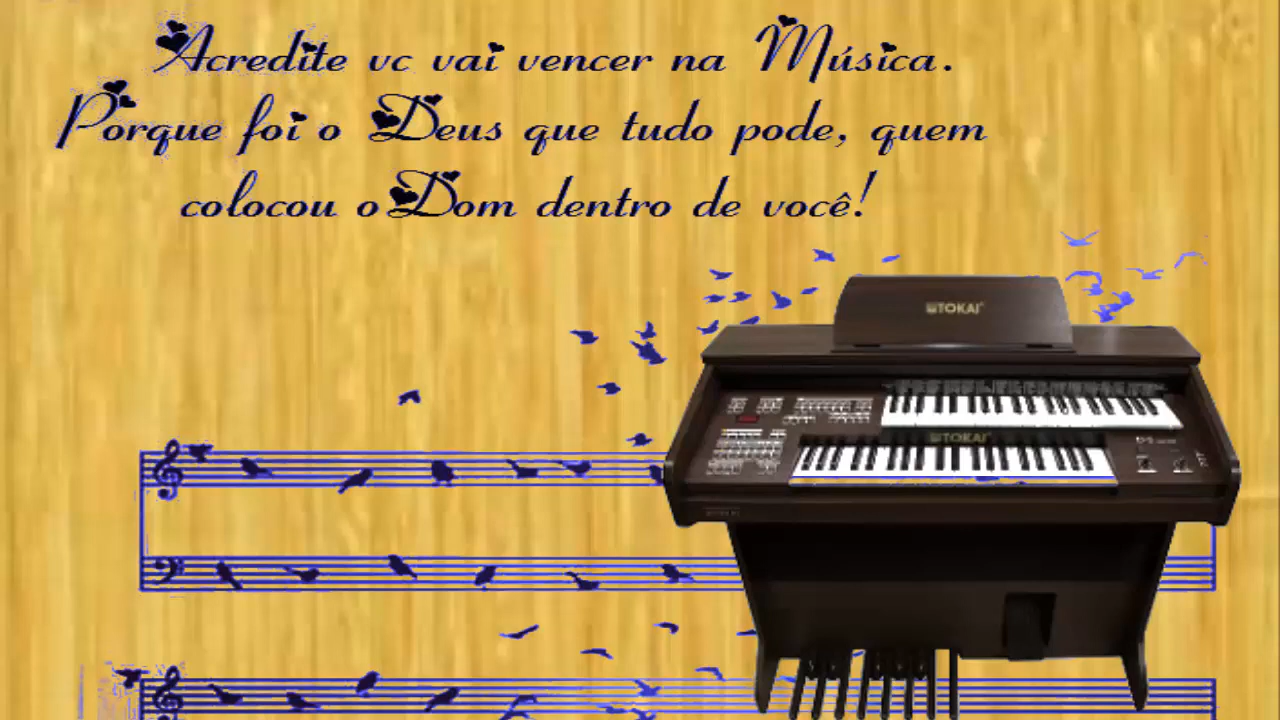 Acredite vc vai vencer na Música.
Porque foi o Deus que tudo pode, quem
colocou o Dom dentro de você!
TOKAI
TOKAI